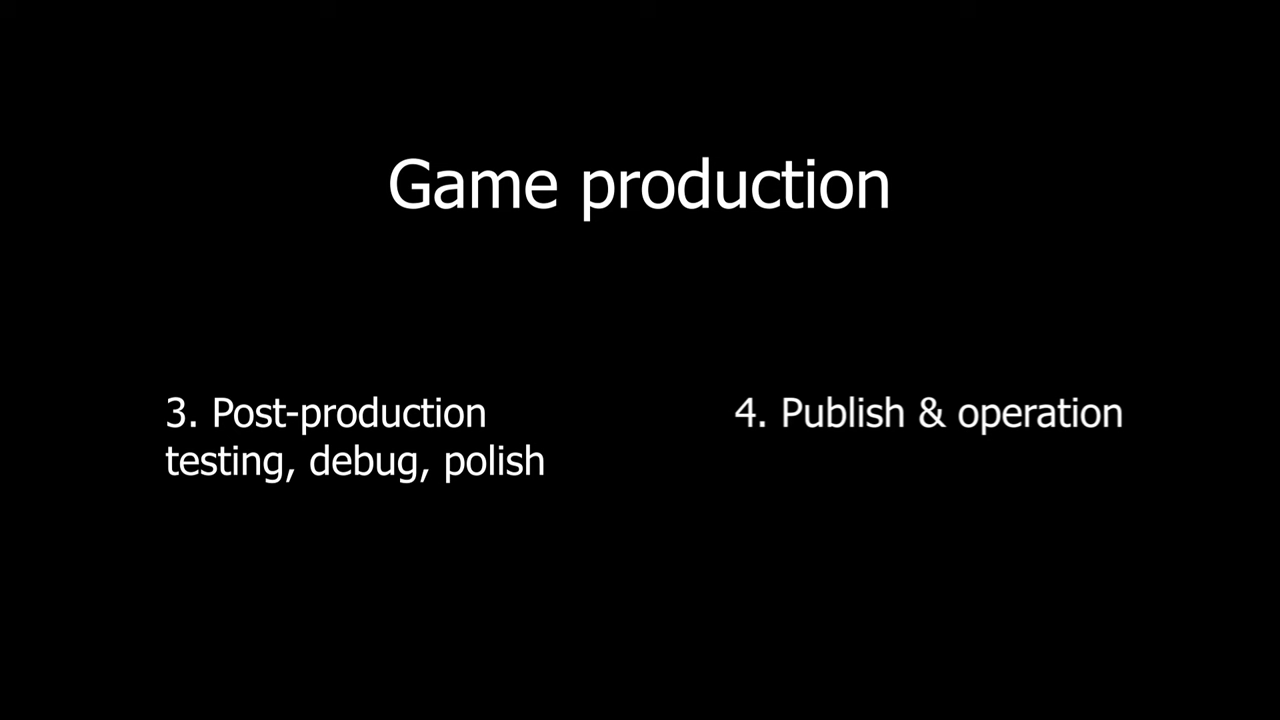 Game production
3. Post-production
testing, debug, polish
4. Publish & operation